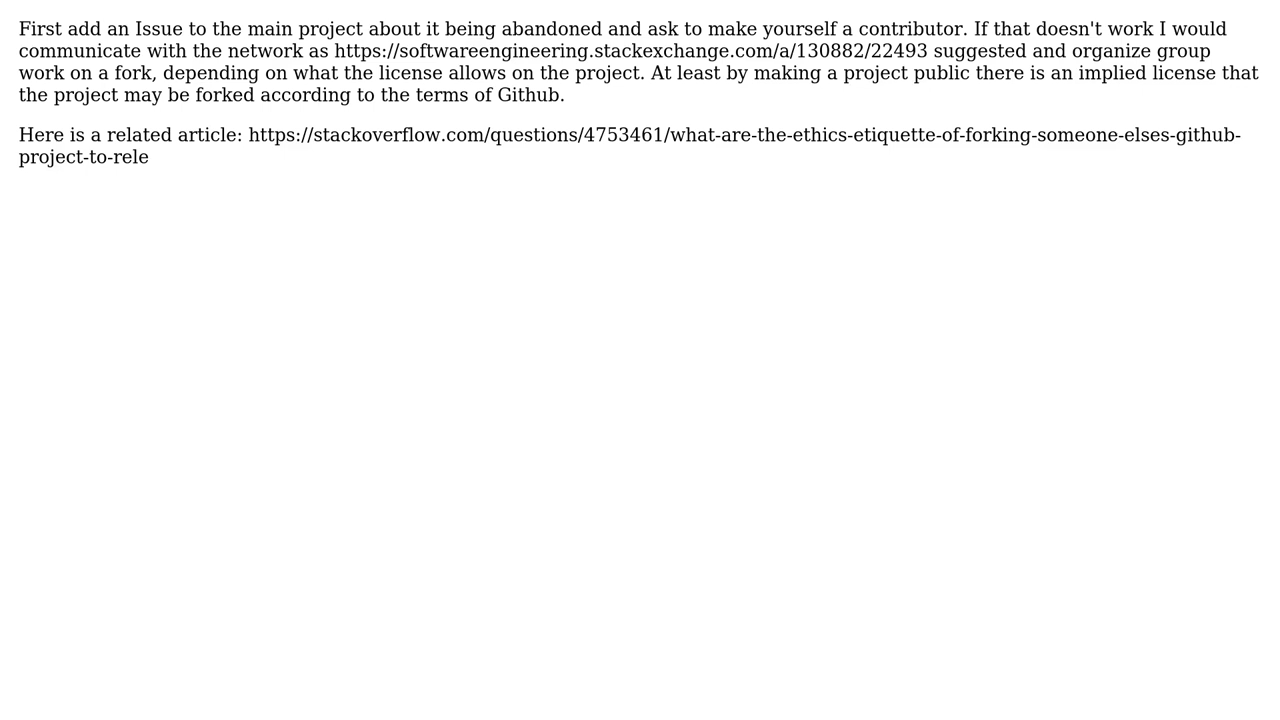 First add an Issue to the main project about it being abandoned and ask to make yourself a contributor. If that doesn't work I would
communicate with the network as https://softwareengineering.stackexchange.com/a/130882/22493 suggested and organize group
work on a fork, depending on what the license allows on the project. At least by making a project public there is an implied license that
the project may be forked according to the terms of Github.
Here is a related article: https://stackoverflow.com/questions/4753461/what-are-the-ethics-etiquette-of-forking-someone-elses-github-
project-to-rele